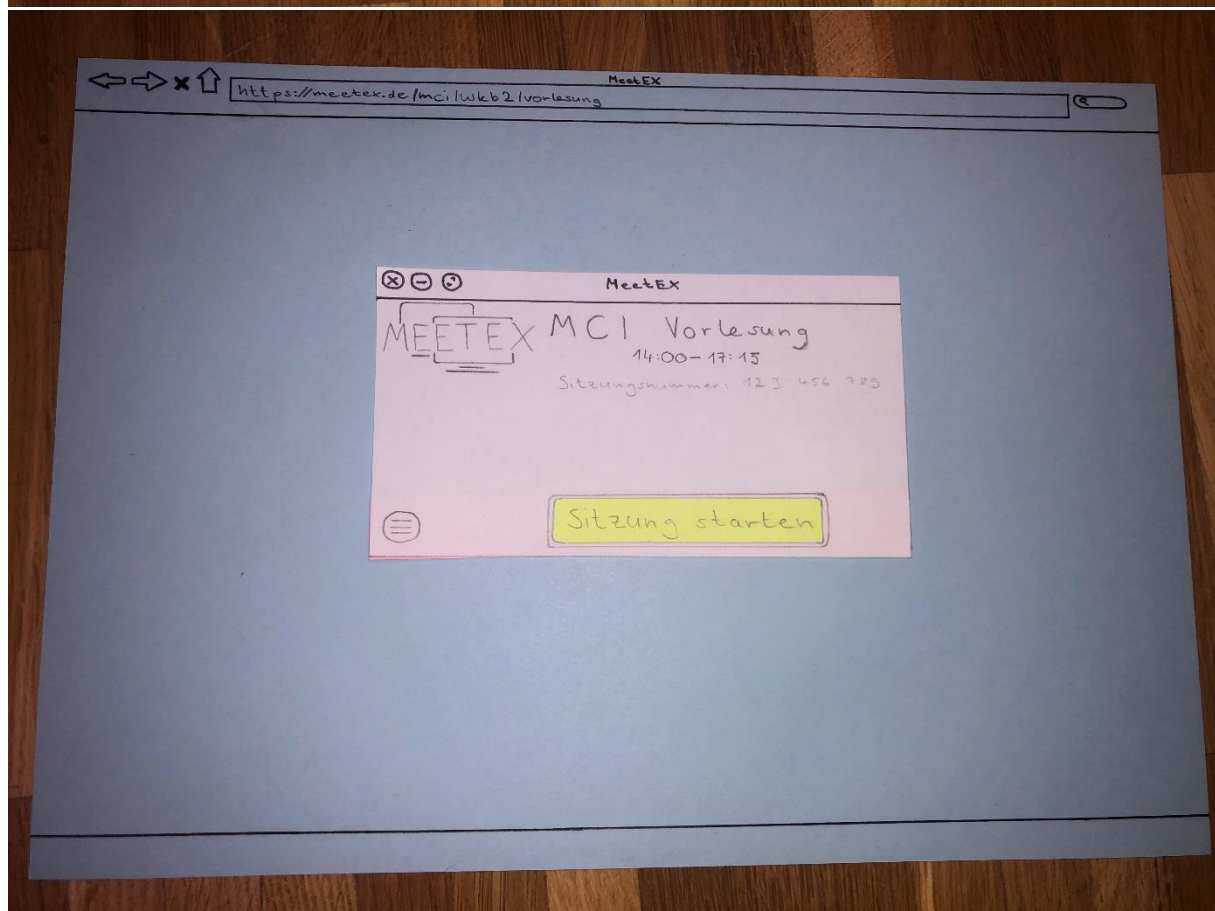 MeetEX
https://meetex.de/mci/wkb2/vorlesung
MeetEX
MEETEX
MCI Vorlesung
14:00-17:15
Sitzungsnummer: 123 456 789
Sitzung starten